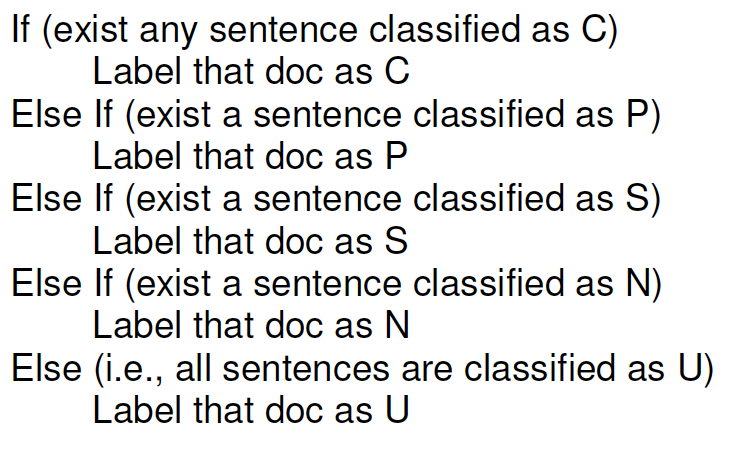 If (exist any sentence classified as C)
Label that doc as C
Else If (exist a sentence classified as P)
Label that doc as P
Else If (exist a sentence classified as S)
Label that doc as S
Else If (exist a sentence classified as N)
Label that doc as N
Else (i.e., all sentences are classified as U)
Label that doc as U